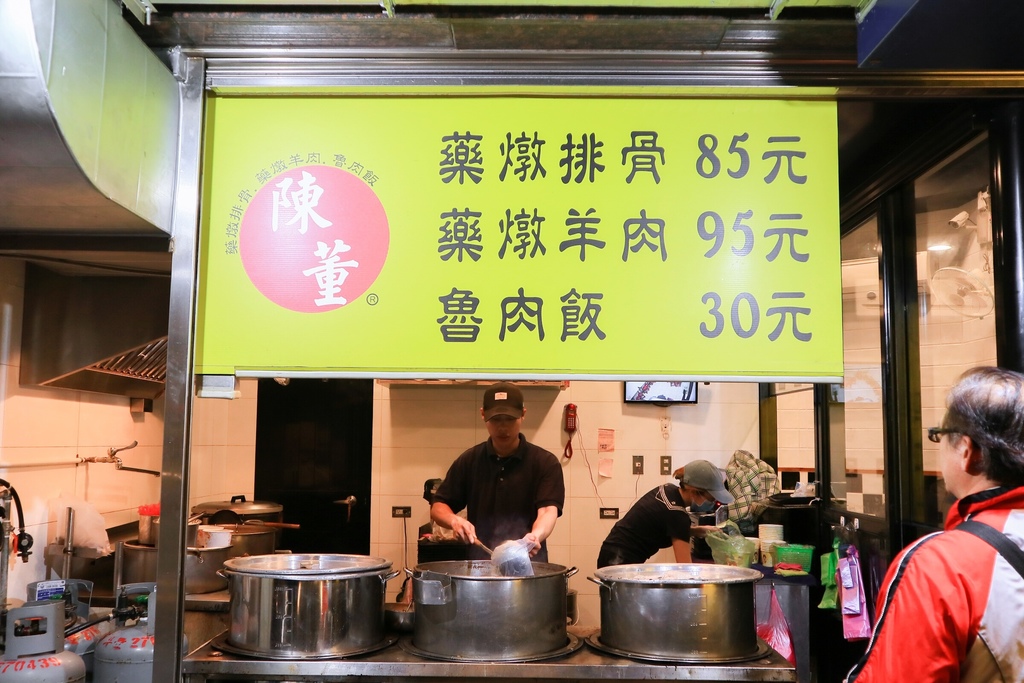 藥燉排骨.藥燉羊肉.魯肉飯
陳
董
®
藥燉排骨 85元
藥燉羊肉 95元
魯肉飯 30元